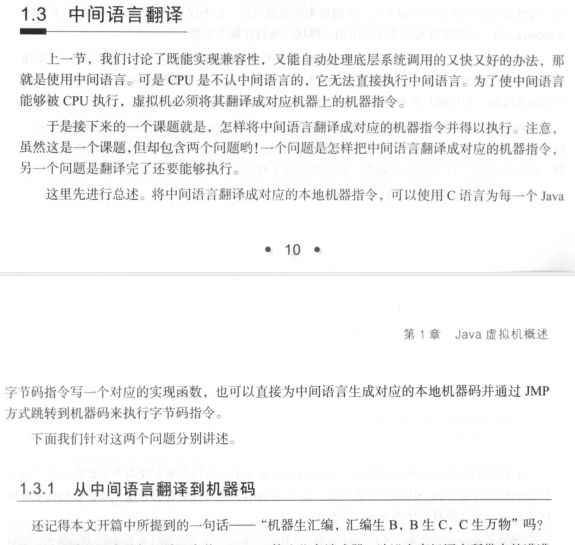 1.3 中间语言翻译
上一节，我们讨论了既能实现兼容性，又能自动处理底层系统调用的又快又好的办法，那
就是使用中间语言。可是 CPU 是不认中间语言的，它无法直接执行中间语言。为了使中间语言
能够被 CPU 执行，虚拟机必须将其翻译成对应机器上的机器指令。
于是接下来的一个课题就是，怎样将中间语言翻译成对应的机器指令并得以执行。注意，
虽然这是一个课题，但却包含两个问题哟！一个问题是怎样把中间语言翻译成对应的机器指令，
另一个问题是翻译完了还要能够执行。
这里先进行总述。将中间语言翻译成对应的本地机器指令，可以使用 C 语言为每一个 Java
• 10 •
第 1 章 Java 虚拟机概述
字节码指令写一个对应的实现函数，也可以直接为中间语言生成对应的本地机器码并通过 JMP
方式跳转到机器码来执行字节码指令。
下面我们针对这两个问题分别讲述。
1.3.1 从中间语言翻译到机器码
还记得本文开篇中所提到的一句话——“机器生汇编，汇编生 B，B 生 C，C 生万物”吗？